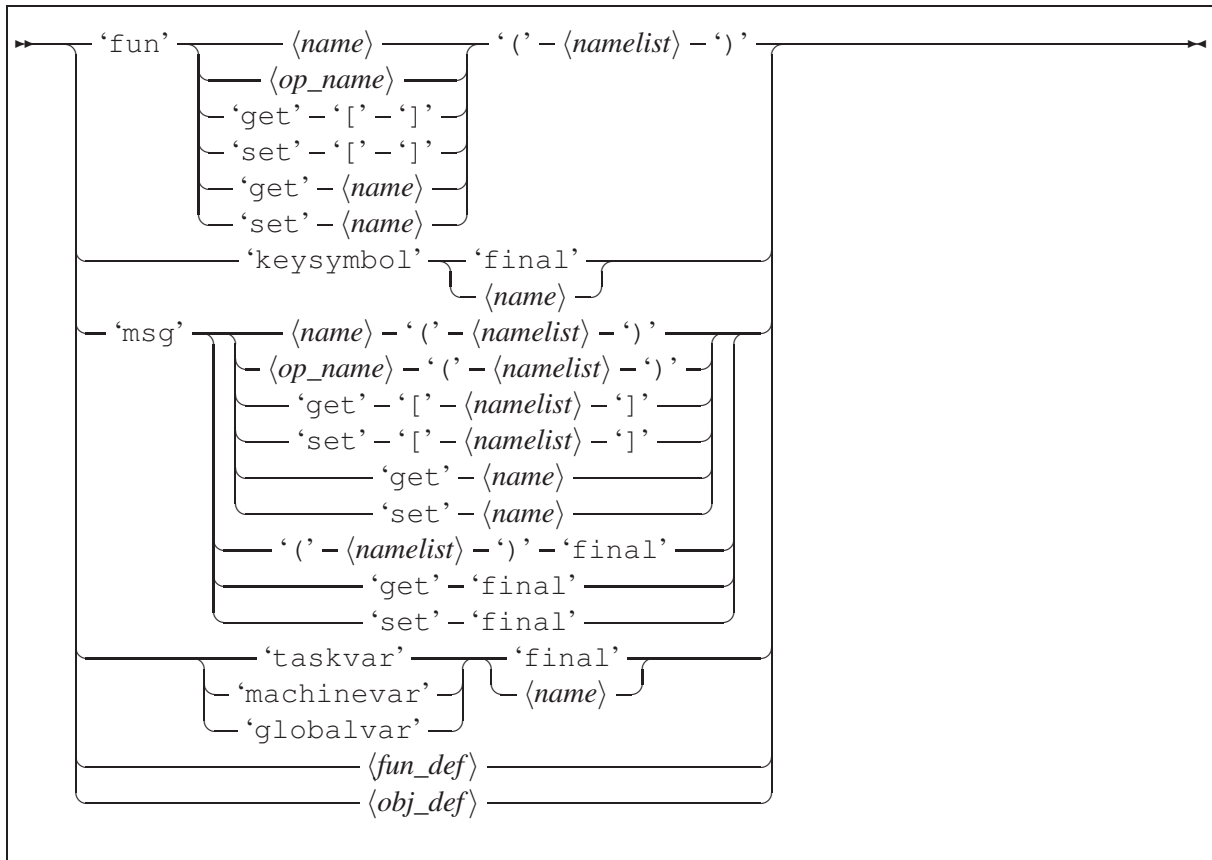 ‘fun’ ⟨name⟩ ‘(’ ⟨namelist⟩ ‘)’
⟨op_name⟩
‘get’ ‘[’ ‘]’
‘set’ ‘[’ ‘]’
‘get’ ⟨name⟩
‘set’ ⟨name⟩
‘keysymbol’ ‘final’
⟨name⟩
‘msg’ ⟨name⟩ ‘(’ ⟨namelist⟩ ‘)’
⟨op_name⟩ ‘(’ ⟨namelist⟩ ‘)’
‘get’ ‘[’ ⟨namelist⟩ ‘]’
‘set’ ‘[’ ⟨namelist⟩ ‘]’
‘get’ ⟨name⟩
‘set’ ⟨name⟩
‘(’ ⟨namelist⟩ ‘)’ ‘final’
‘get’ ‘final’
‘set’ ‘final’
‘taskvar’ ‘final’
‘machinevar’ ⟨name⟩
‘globalvar’
⟨fun_def⟩
⟨obj_def⟩